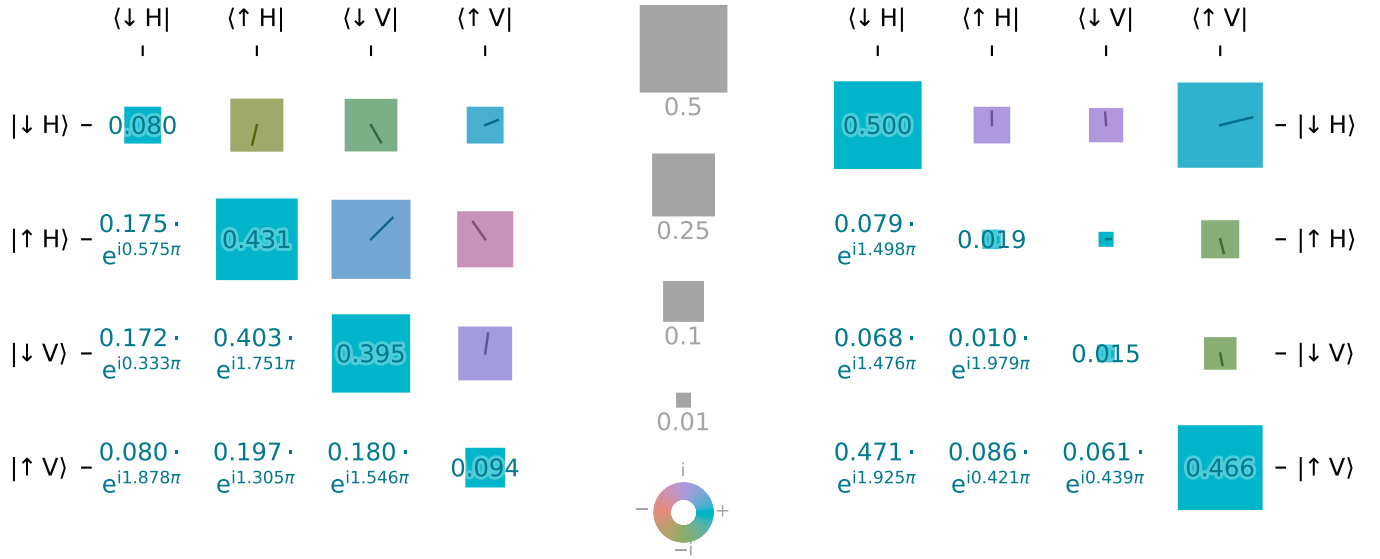 ⟨↓ H| ⟨↑ H| ⟨↓ V| ⟨↑ V|
|↓ H⟩ 0.080
|↑ H⟩ 0.175· e^{i0.575π} 0.431
|↓ V⟩ 0.172· e^{i0.333π} 0.403· e^{i1.751π} 0.395
|↑ V⟩ 0.080· e^{i1.878π} 0.197· e^{i1.305π} 0.180· e^{i1.546π} 0.094
0.5
0.25
0.1
0.01
i
− +
−i
⟨↓ H| ⟨↑ H| ⟨↓ V| ⟨↑ V|
0.500 |↓ H⟩
0.079· e^{i1.498π} 0.019 |↑ H⟩
0.068· e^{i1.476π} 0.010· e^{i1.979π} 0.015 |↓ V⟩
0.471· e^{i1.925π} 0.086· e^{i0.421π} 0.061· e^{i0.439π} 0.466 |↑ V⟩